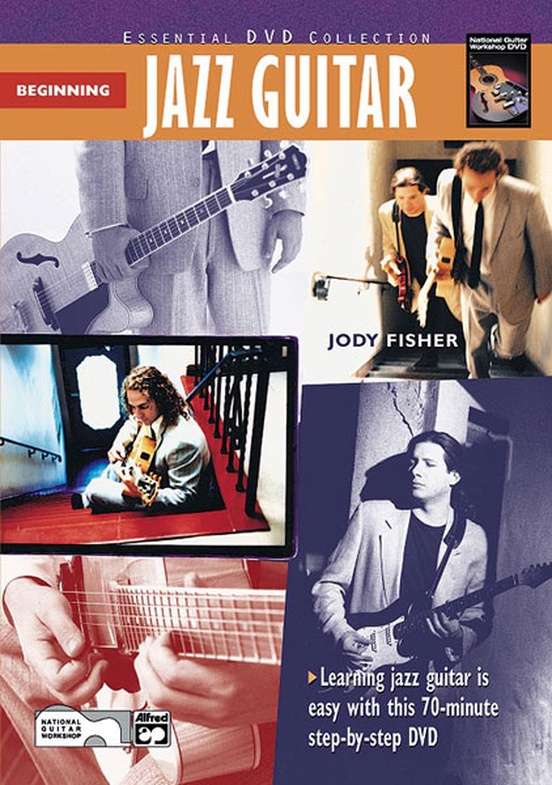 ESSENTIAL DVD COLLECTION
National Guitar
Workshop DVD
BEGINNING
JAZZ GUITAR
JODY FISHER
Learning jazz guitar is
easy with this 70-minute
step-by-step DVD
NATIONAL
GUITAR
WORKSHOP
Alfred